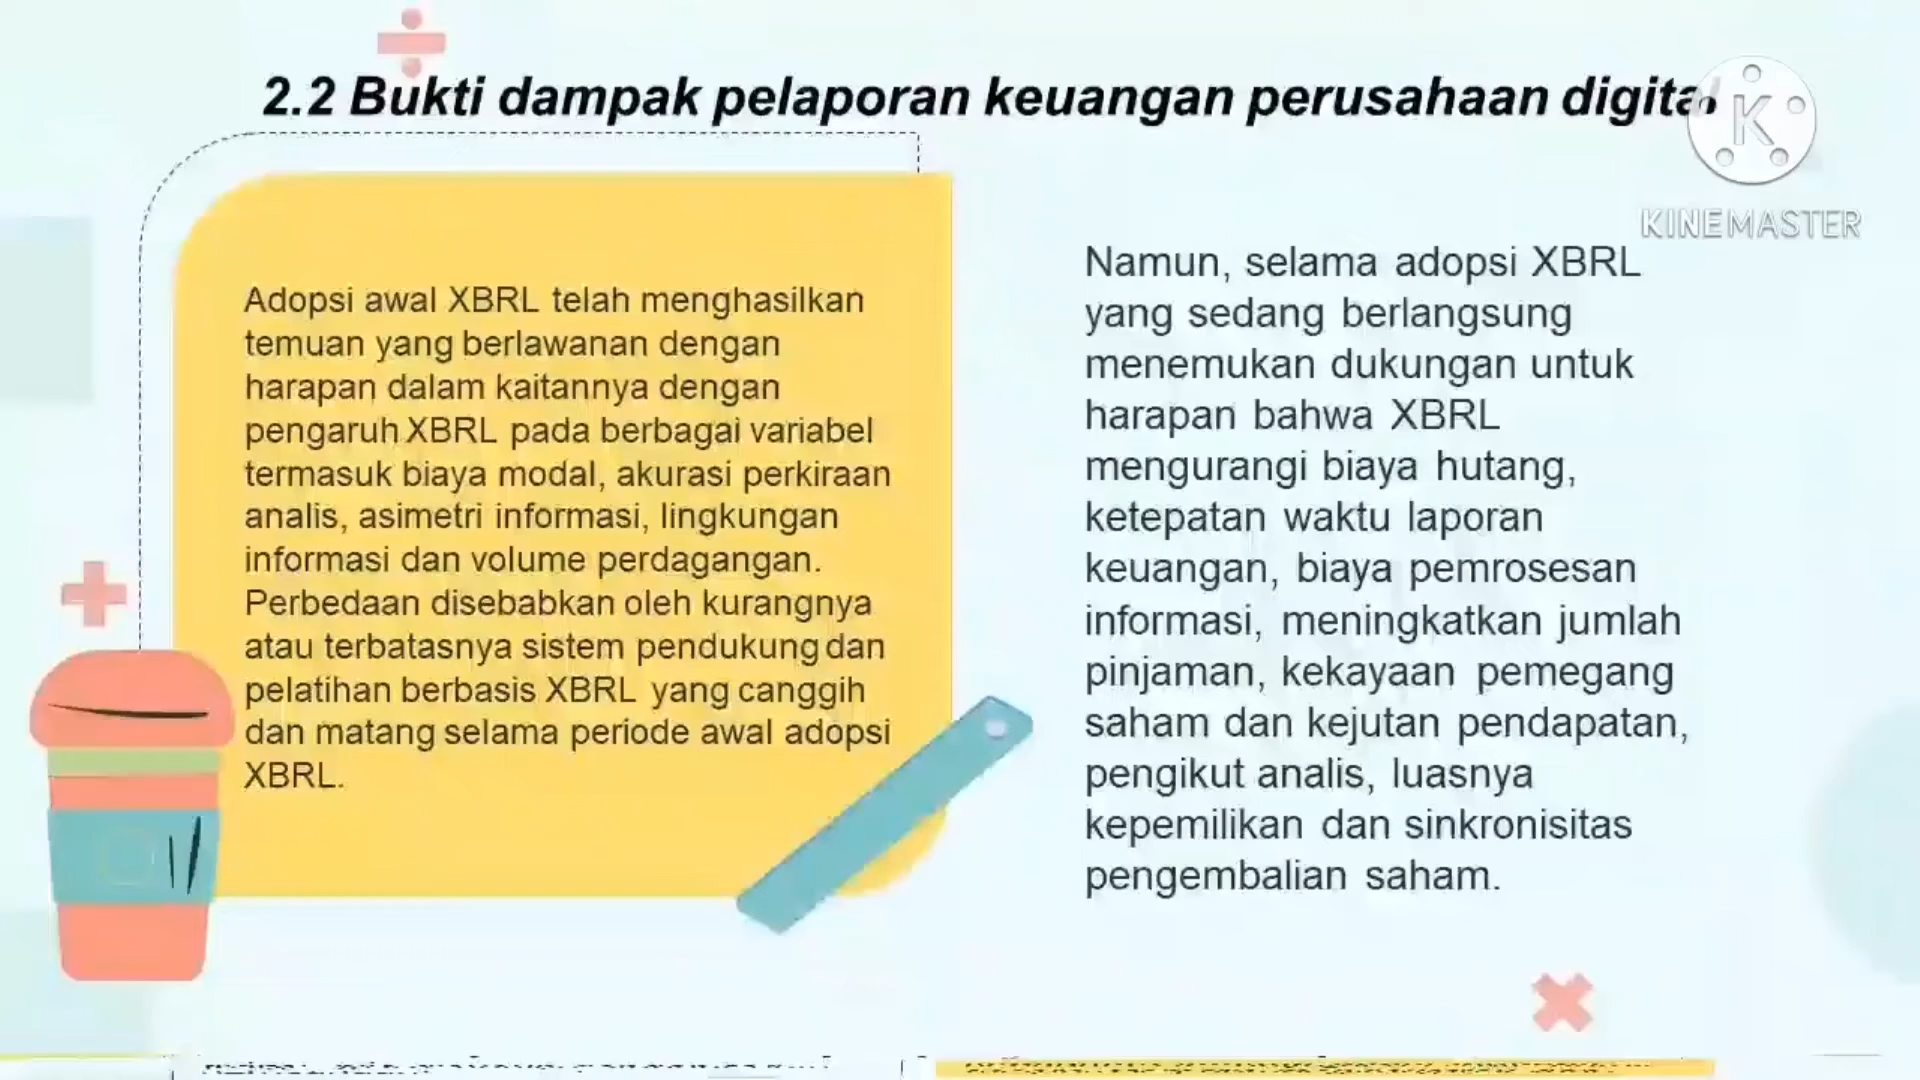 2.2 Bukti dampak pelaporan keuangan perusahaan digital
K
KINEMASTER
Adopsi awal XBRL telah menghasilkan
temuan yang berlawanan dengan
harapan dalam kaitannya dengan
pengaruh XBRL pada berbagai variabel
termasuk biaya modal, akurasi perkiraan
analis, asimetri informasi, lingkungan
informasi dan volume perdagangan.
Perbedaan disebabkan oleh kurangnya
atau terbatasnya sistem pendukung dan
pelatihan berbasis XBRL yang canggih
dan matang selama periode awal adopsi
XBRL.
Namun, selama adopsi XBRL
yang sedang berlangsung
menemukan dukungan untuk
harapan bahwa XBRL
mengurangi biaya hutang,
ketepatan waktu laporan
keuangan, biaya pemrosesan
informasi, meningkatkan jumlah
pinjaman, kekayaan pemegang
saham dan kejutan pendapatan,
pengikut analis, luasnya
kepemilikan dan sinkronisitas
pengembalian saham.